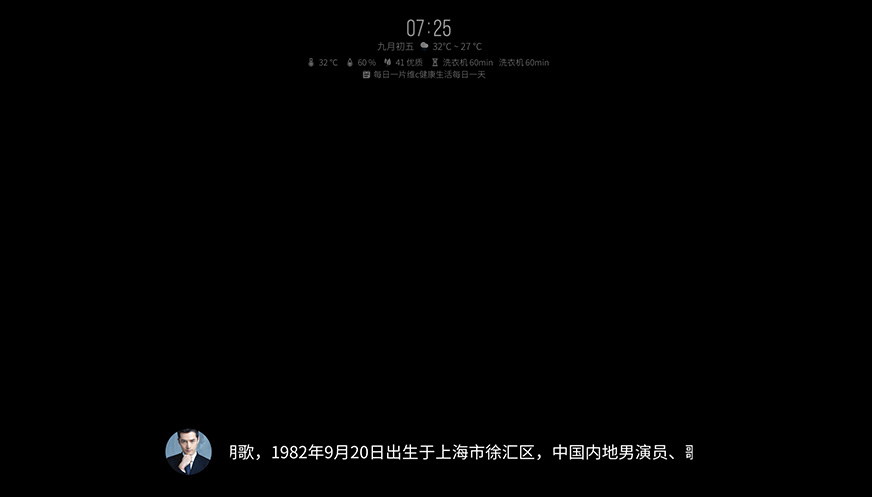 07:25
九月初五 32℃ ~ 27℃
32℃ 60% 41 优质 洗衣机 60min 洗衣机 60min
每日一片维c健康生活每日一天
歌，1982年9月20日出生于上海市徐汇区，中国内地男演员、